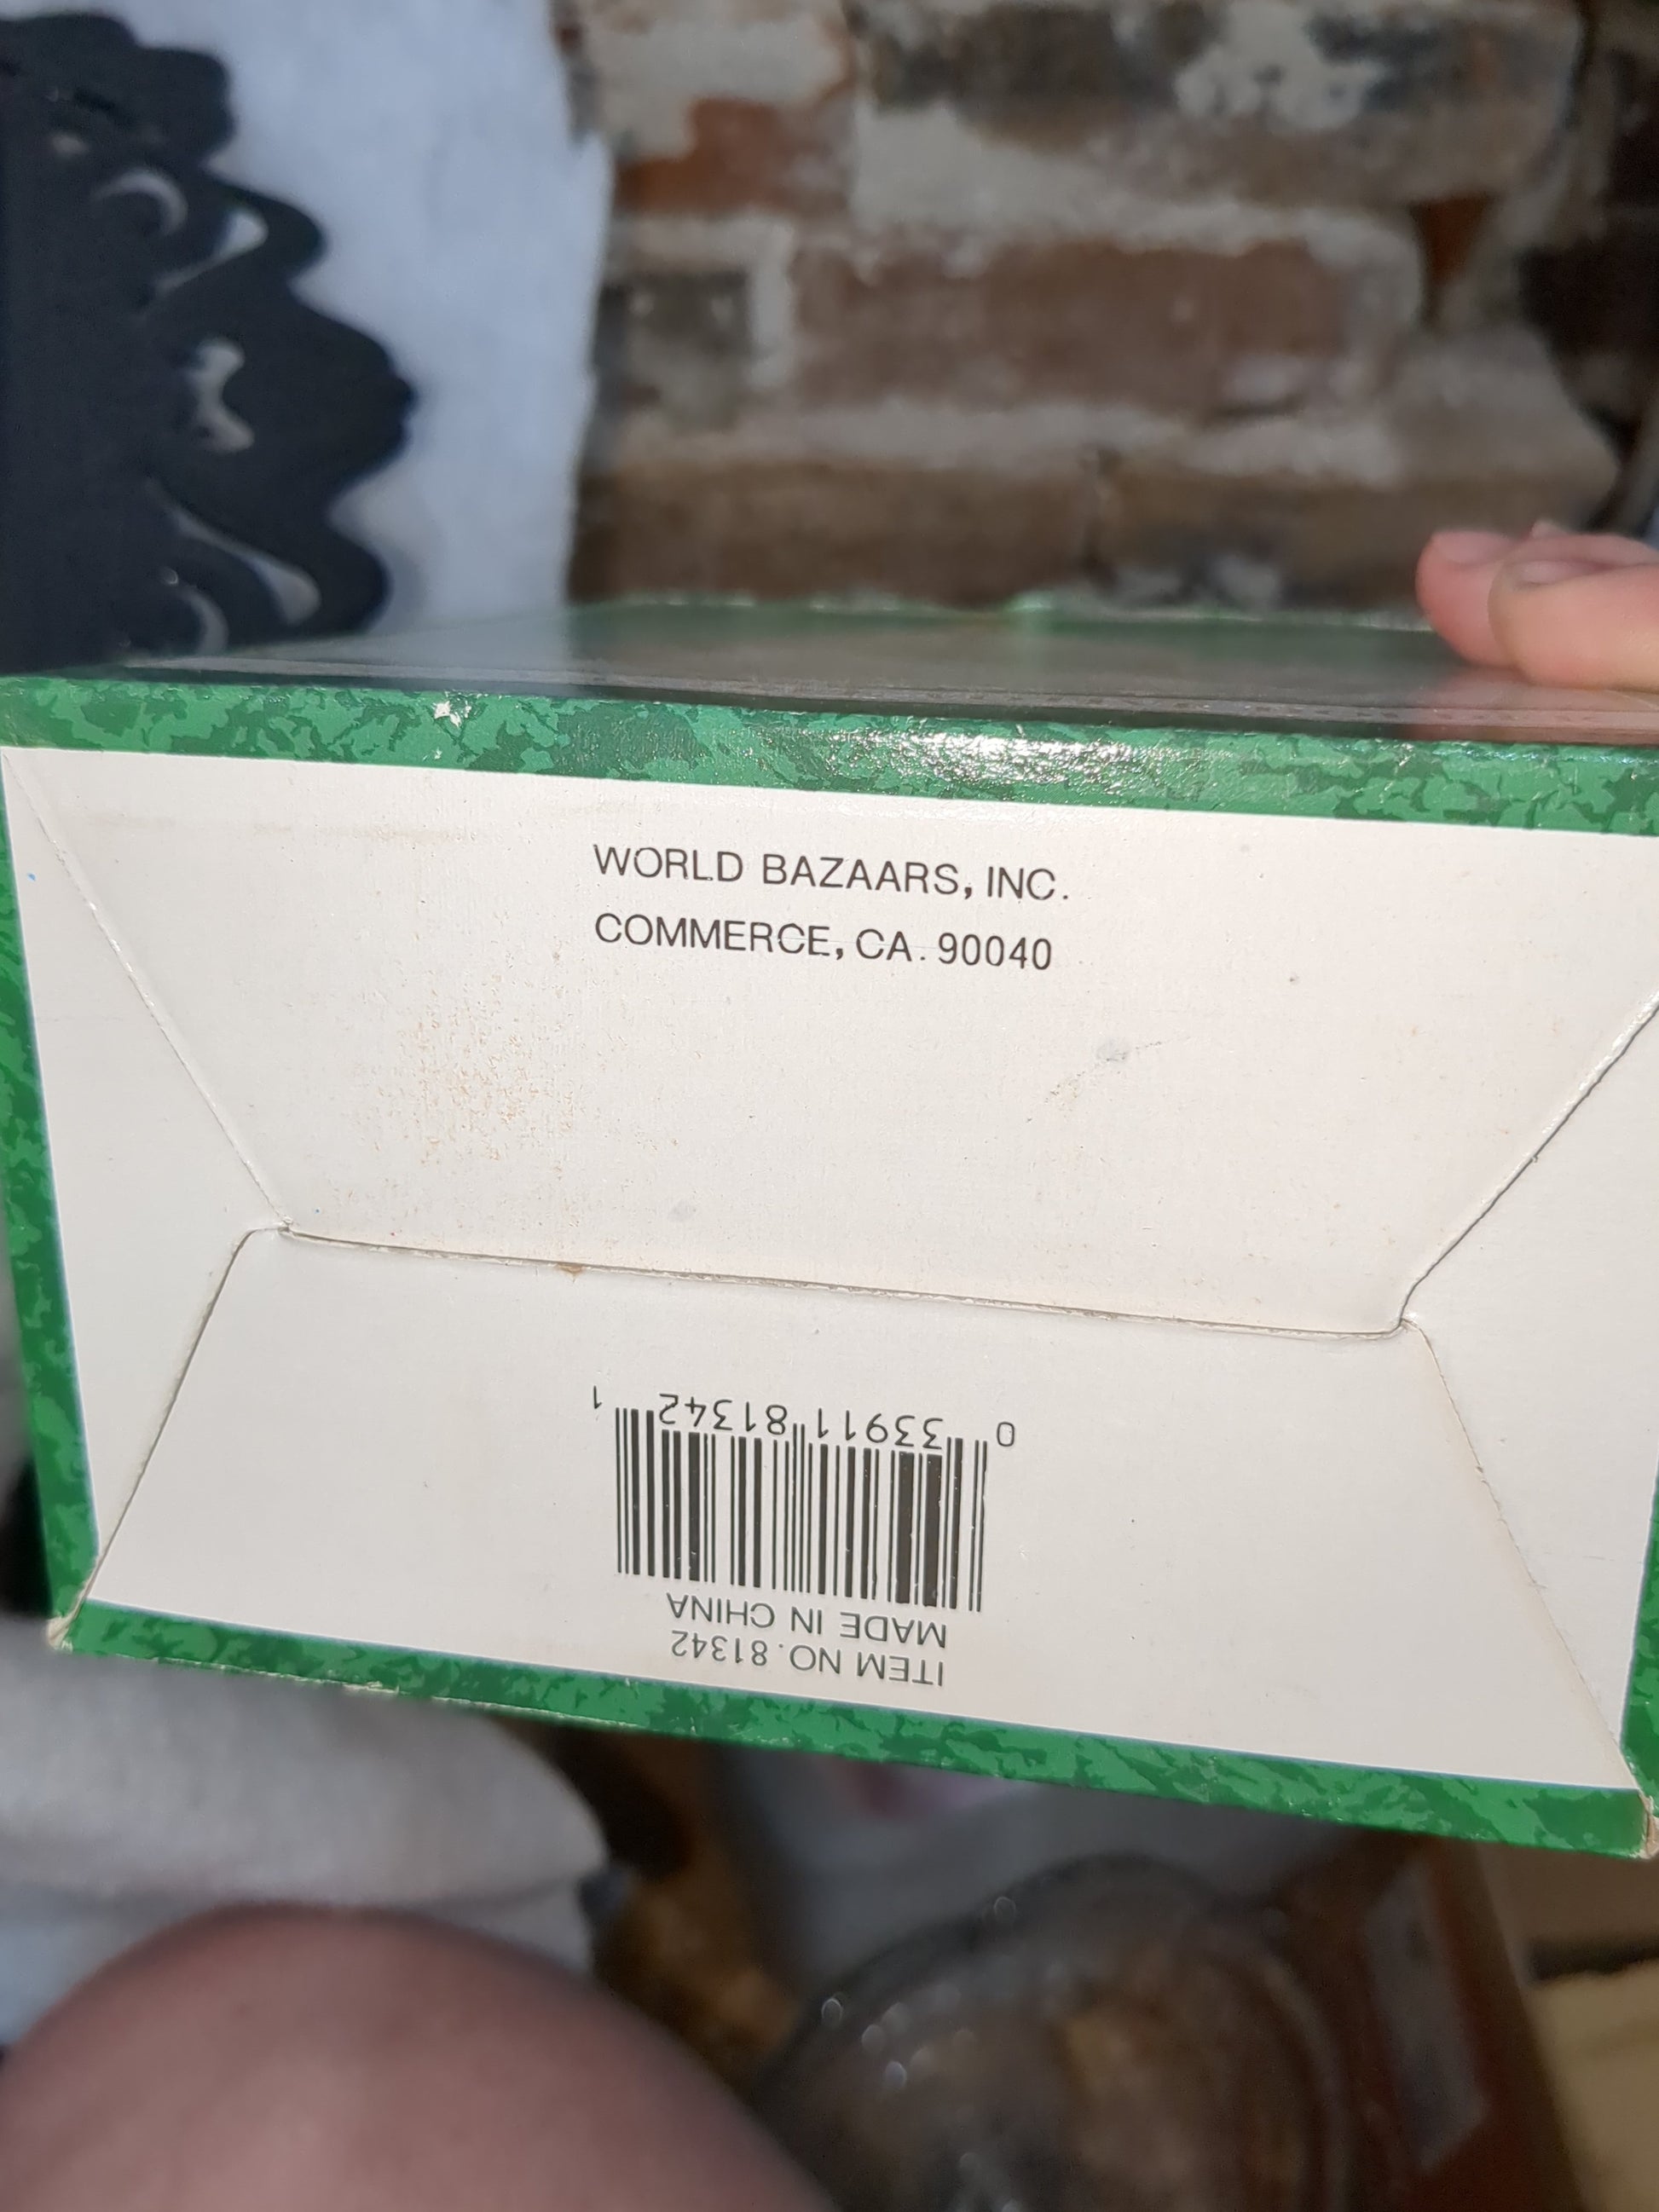 WORLD BAZAARS, INC.
COMMERCE, CA. 90040
ITEM NO. 81342
MADE IN CHINA
0 33911 81342 1